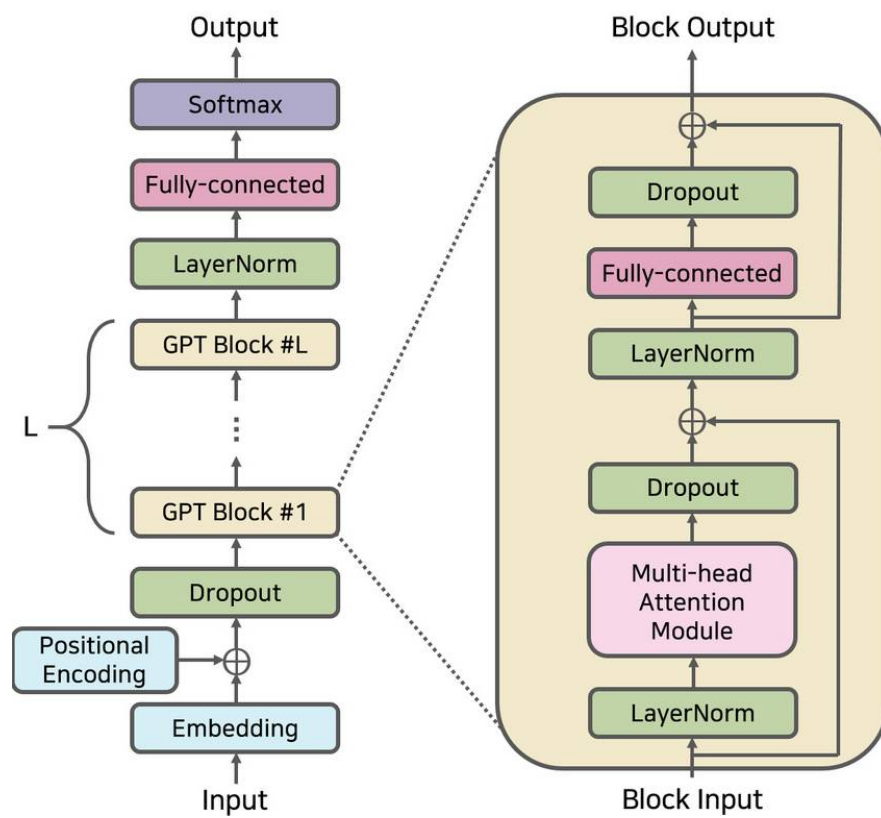 Output
Softmax
Fully-connected
LayerNorm
GPT Block #L
L
GPT Block #1
Dropout
Positional
Encoding
Embedding
Input
Block Output
Dropout
Fully-connected
LayerNorm
Dropout
Multi-head
Attention
Module
LayerNorm
Block Input